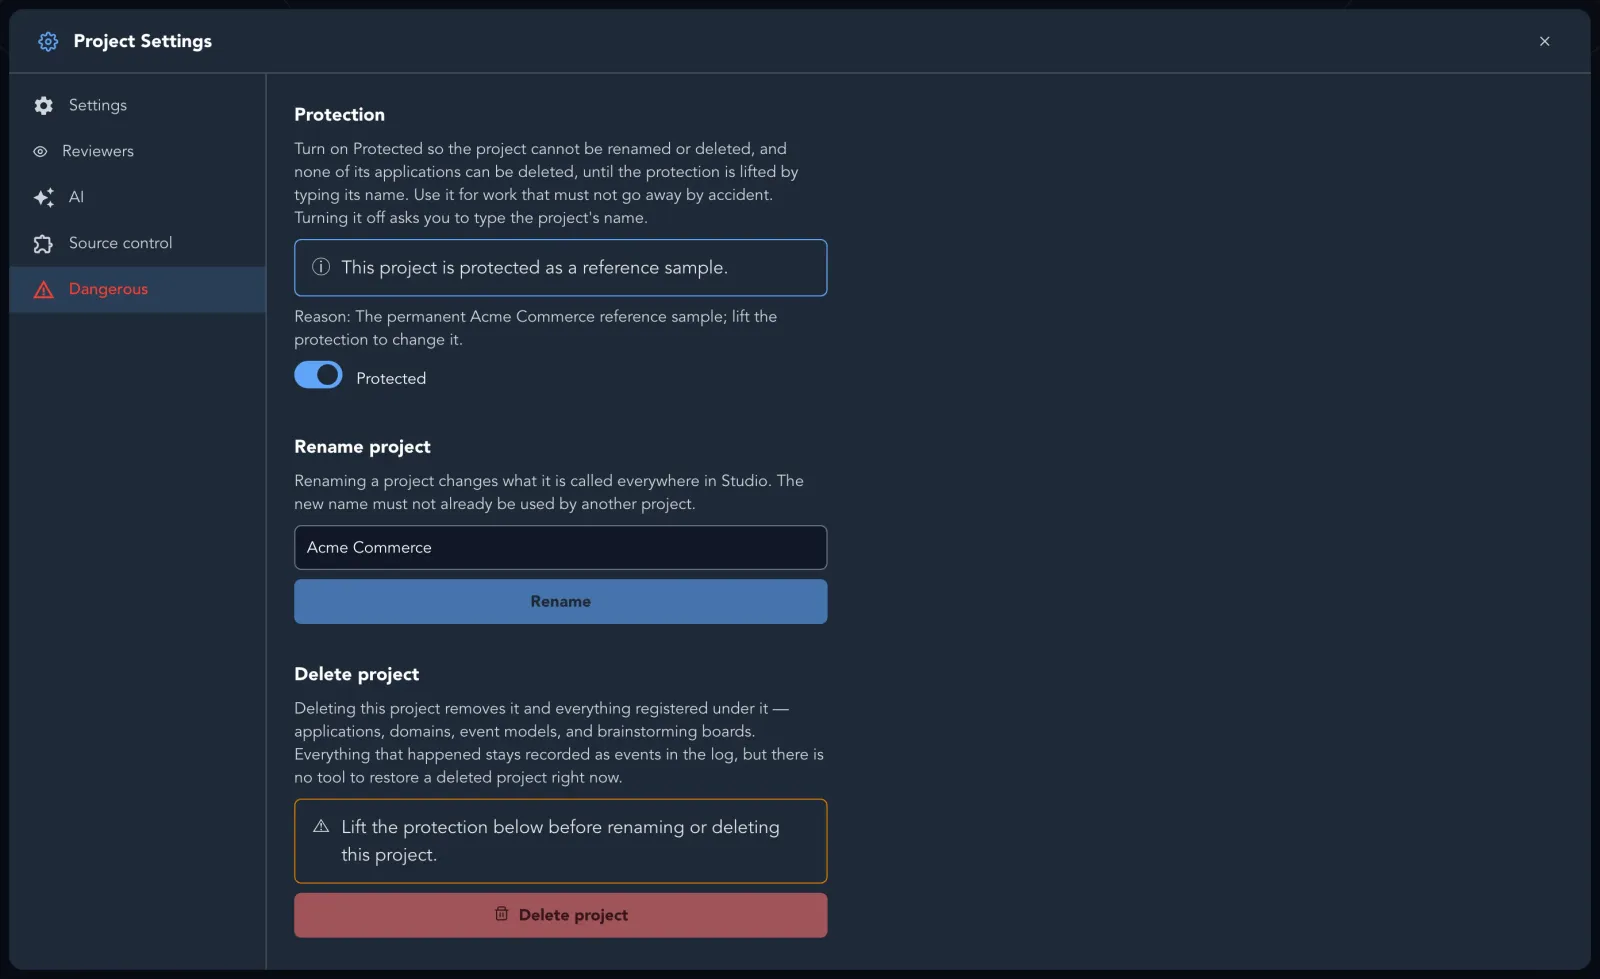 Project Settings
Settings
Reviewers
AI
Source control
Dangerous
Protection
Turn on Protected so the project cannot be renamed or deleted, and
none of its applications can be deleted, until the protection is lifted by
typing its name. Use it for work that must not go away by accident.
Turning it off asks you to type the project's name.
This project is protected as a reference sample.
Reason: The permanent Acme Commerce reference sample; lift the
protection to change it.
Protected
Rename project
Renaming a project changes what it is called everywhere in Studio. The
new name must not already be used by another project.
Acme Commerce
Rename
Delete project
Deleting this project removes it and everything registered under it —
applications, domains, event models, and brainstorming boards.
Everything that happened stays recorded as events in the log, but there is
no tool to restore a deleted project right now.
Lift the protection below before renaming or deleting
this project.
Delete project